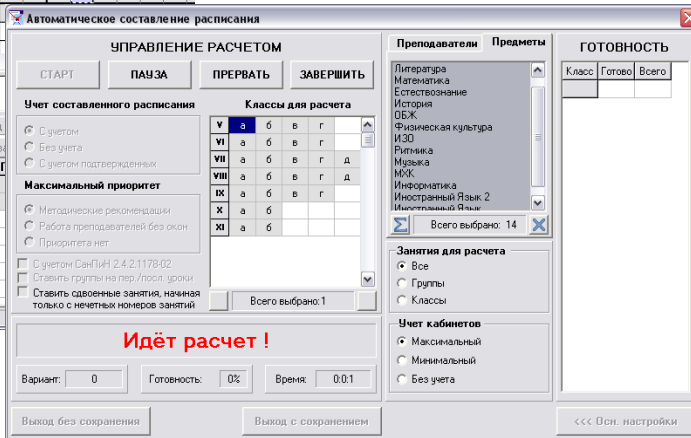 Автоматическое составление расписания
УПРАВЛЕНИЕ РАСЧЕТОМ
СТАРТ ПАУЗА ПРЕРВАТЬ ЗАВЕРШИТЬ
Учет составленного расписания
С учетом
Без учета
С учетом подтвержденных
Максимальный приоритет
Методические рекомендации
Работа преподавателей без окон
Приоритета нет
С учетом СанПиН 2.4.2.1178-02
Ставить группы на пер./посл. уроки
Ставить сдвоенные занятия, начиная
только с нечетных номеров занятий
Классы для расчета
V а б в г
VI а б в г
VII а б в г д
VIII а б в г д
IX а б в г
X а б
XI а б
Всего выбрано:1
Идёт расчет !
Вариант: 0 Готовность: 0% Время: 0:0:1
Выход без сохранения Выход с сохранением
Преподаватели Предметы
Литература
Математика
Естествознание
История
ОБЖ
Физическая культура
ИЗО
Ритмика
Музыка
МХК
Информатика
Иностранный Язык 2
Иностранный Язык
Σ Всего выбрано: 14
Занятия для расчета
Все
Группы
Классы
Учет кабинетов
Максимальный
Минимальный
Без учета
ГОТОВНОСТЬ
Класс Готово Всего
<<< Осн. настройки